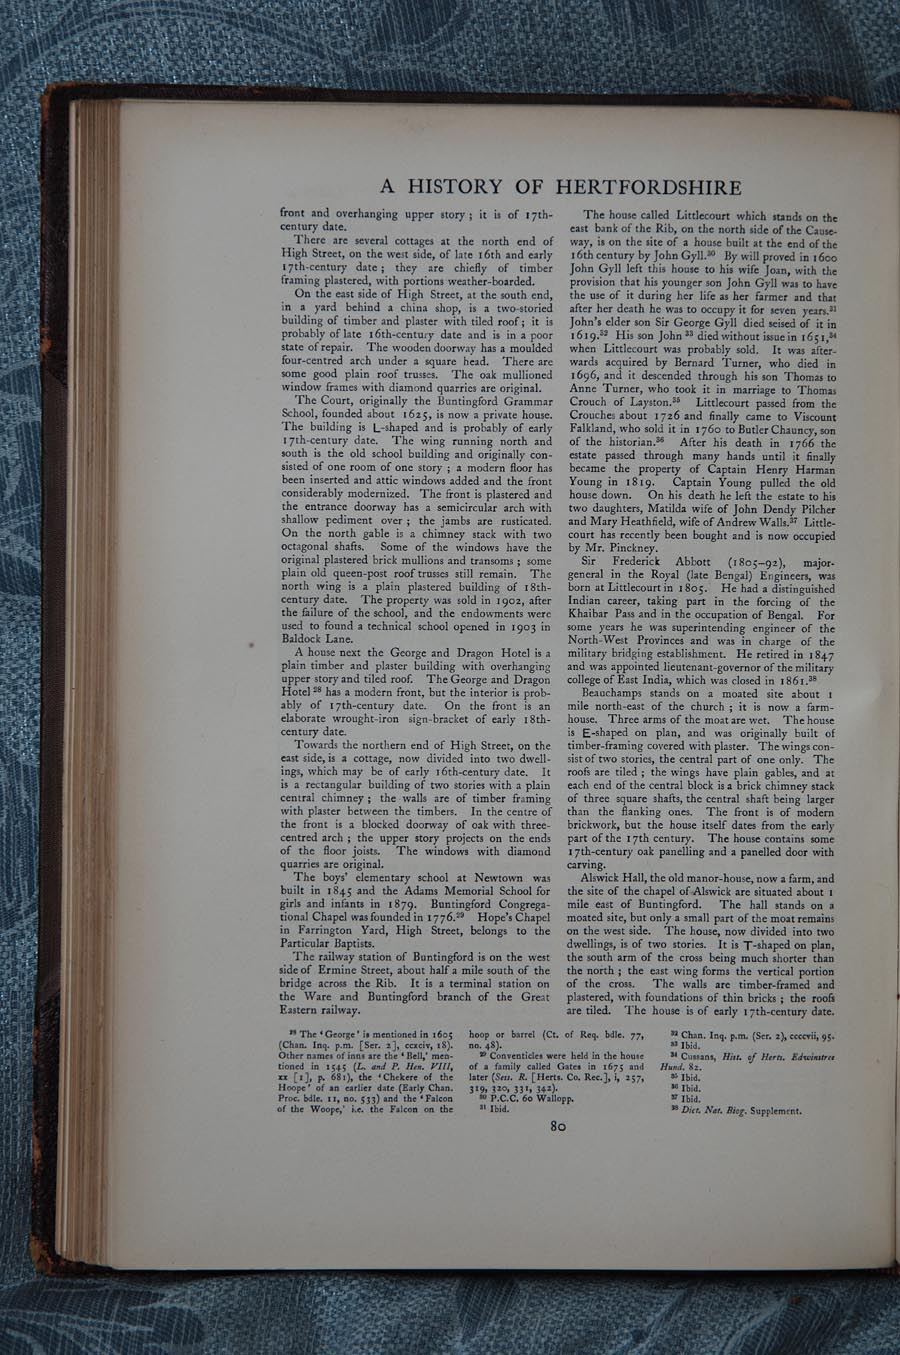 A HISTORY OF HERTFORDSHIRE
front and overhanging upper story ; it is of 17th-
century date.
There are several cottages at the north end of
High Street, on the west side, of late 16th and early
17th-century date ; they are chiefly of timber
framing plastered, with portions weather-boarded.
On the east side of High Street, at the south end,
in a yard behind a china shop, is a two-storied
building of timber and plaster with tiled roof ; it is
probably of late 16th-century date and is in a poor
state of repair. The wooden doorway has a moulded
four-centred arch under a square head. There are
some good plain roof trusses. The oak mullioned
window frames with diamond quarries are original.
The Court, originally the Buntingford Grammar
School, founded about 1625, is now a private house.
The building is L-shaped and is probably of early
17th-century date. The wing running north and
south is the old school building and originally con-
sisted of one room of one story ; a modern floor has
been inserted and attic windows added and the front
considerably modernized. The front is plastered and
the entrance doorway has a semicircular arch with
shallow pediment over ; the jambs are rusticated.
On the north gable is a chimney stack with two
octagonal shafts. Some of the windows have the
original plastered brick mullions and transoms ; some
plain old queen-post roof trusses still remain. The
north wing is a plain plastered building of 18th-
century date. The property was sold in 1902, after
the failure of the school, and the endowments were
used to found a technical school opened in 1903 in
Baldock Lane.
A house next the George and Dragon Hotel is a
plain timber and plaster building with overhanging
upper story and tiled roof. The George and Dragon
Hotel 28 has a modern front, but the interior is prob-
ably of 17th-century date. On the front is an
elaborate wrought-iron sign-bracket of early 18th-
century date.
Towards the northern end of High Street, on the
east side, is a cottage, now divided into two dwell-
ings, which may be of early 16th-century date. It
is a rectangular building of two stories with a plain
central chimney ; the walls are of timber framing
with plaster between the timbers. In the centre of
the front is a blocked doorway of oak with three-
centred arch ; the upper story projects on the ends
of the floor joists. The windows with diamond
quarries are original.
The boys' elementary school at Newtown was
built in 1845 and the Adams Memorial School for
girls and infants in 1879. Buntingford Congrega-
tional Chapel was founded in 1776.29 Hope's Chapel
in Farrington Yard, High Street, belongs to the
Particular Baptists.
The railway station of Buntingford is on the west
side of Ermine Street, about half a mile south of the
bridge across the Rib. It is a terminal station on
the Ware and Buntingford branch of the Great
Eastern railway.
The house called Littlecourt which stands on the
east bank of the Rib, on the north side of the Cause-
way, is on the site of a house built at the end of the
16th century by John Gyll.30 By will proved in 1600
John Gyll left this house to his wife Joan, with the
provision that his younger son John Gyll was to have
the use of it during her life as her farmer and that
after her death he was to occupy it for seven years.31
John's elder son Sir George Gyll died seised of it in
1619.32 His son John 33 died without issue in 1651,34
when Littlecourt was probably sold. It was after-
wards acquired by Bernard Turner, who died in
1696, and it descended through his son Thomas to
Anne Turner, who took it in marriage to Thomas
Crouch of Layston.35 Littlecourt passed from the
Crouches about 1726 and finally came to Viscount
Falkland, who sold it in 1760 to Butler Chauncy, son
of the historian.36 After his death in 1766 the
estate passed through many hands until it finally
became the property of Captain Henry Harman
Young in 1819. Captain Young pulled the old
house down. On his death he left the estate to his
two daughters, Matilda wife of John Dendy Pilcher
and Mary Heathfield, wife of Andrew Walls.37 Little-
court has recently been bought and is now occupied
by Mr. Pinckney.
Sir Frederick Abbott (1805–92), major-
general in the Royal (late Bengal) Engineers, was
born at Littlecourt in 1805. He had a distinguished
Indian career, taking part in the forcing of the
Khaibar Pass and in the occupation of Bengal. For
some years he was superintending engineer of the
North-West Provinces and was in charge of the
military bridging establishment. He retired in 1847
and was appointed lieutenant-governor of the military
college of East India, which was closed in 1861.38
Beauchamps stands on a moated site about 1
mile north-east of the church ; it is now a farm-
house. Three arms of the moat are wet. The house
is E-shaped on plan, and was originally built of
timber-framing covered with plaster. The wings con-
sist of two stories, the central part of one only. The
roofs are tiled ; the wings have plain gables, and at
each end of the central block is a brick chimney stack
of three square shafts, the central shaft being larger
than the flanking ones. The front is of modern
brickwork, but the house itself dates from the early
part of the 17th century. The house contains some
17th-century oak panelling and a panelled door with
carving.
Alswick Hall, the old manor-house, now a farm, and
the site of the chapel of Alswick are situated about 1
mile east of Buntingford. The hall stands on a
moated site, but only a small part of the moat remains
on the west side. The house, now divided into two
dwellings, is of two stories. It is T-shaped on plan,
the south arm of the cross being much shorter than
the north ; the east wing forms the vertical portion
of the cross. The walls are timber-framed and
plastered, with foundations of thin bricks ; the roofs
are tiled. The house is of early 17th-century date.
28 The 'George' is mentioned in 1605
(Chan. Inq. p.m. [Ser. 2], ccxciv, 18).
Other names of inns are the 'Bell,' men-
tioned in 1545 (L. and P. Hen. VIII,
xx [1], p. 681), the 'Chekere of the
Hoope' of an earlier date (Early Chan.
Proc. bdle. 11, no. 533) and the 'Falcon
of the Woope,' i.e. the Falcon on the
hoop or barrel (Ct. of Req. bdle. 77,
no. 48).
29 Conventicles were held in the house
of a family called Gates in 1675 and
later (Sess. R. [Herts. Co. Rec.], i, 257,
319, 320, 331, 342).
30 P.C.C. 60 Wallopp.
31 Ibid.
32 Chan. Inq. p.m. (Ser. 2), ccccvii, 95.
33 Ibid.
34 Cussans, Hist. of Herts. Edwinstree
Hund. 82.
35 Ibid.
36 Ibid.
37 Ibid.
38 Dict. Nat. Biog. Supplement.
80